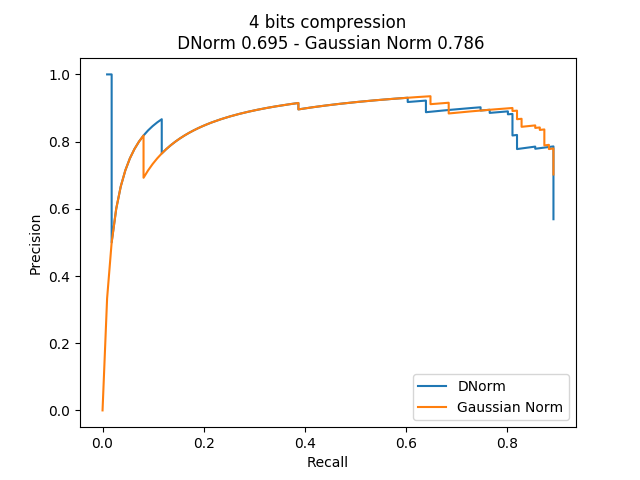 4 bits compression
DNorm 0.695 - Gaussian Norm 0.786
1.0
0.8
0.6
0.4
0.2
0.0
Precision
0.0 0.2 0.4 0.6 0.8
Recall
DNorm
Gaussian Norm